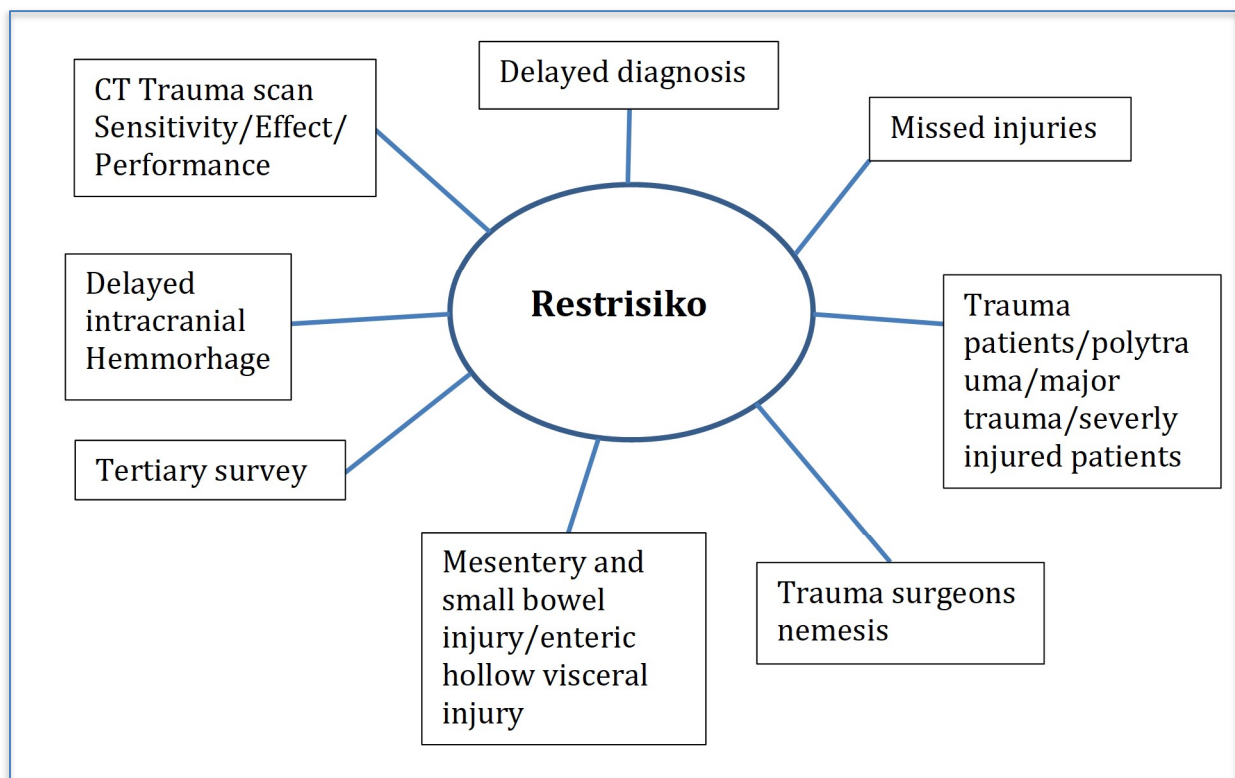 Delayed diagnosis
CT Trauma scan
Sensitivity/Effect/
Performance
Missed injuries
Delayed
intracranial
Hemmorhage
Restrisiko
Trauma
patients/polytra
uma/major
trauma/severly
injured patients
Tertiary survey
Mesentery and
small bowel
injury/enteric
hollow visceral
injury
Trauma surgeons
nemesis